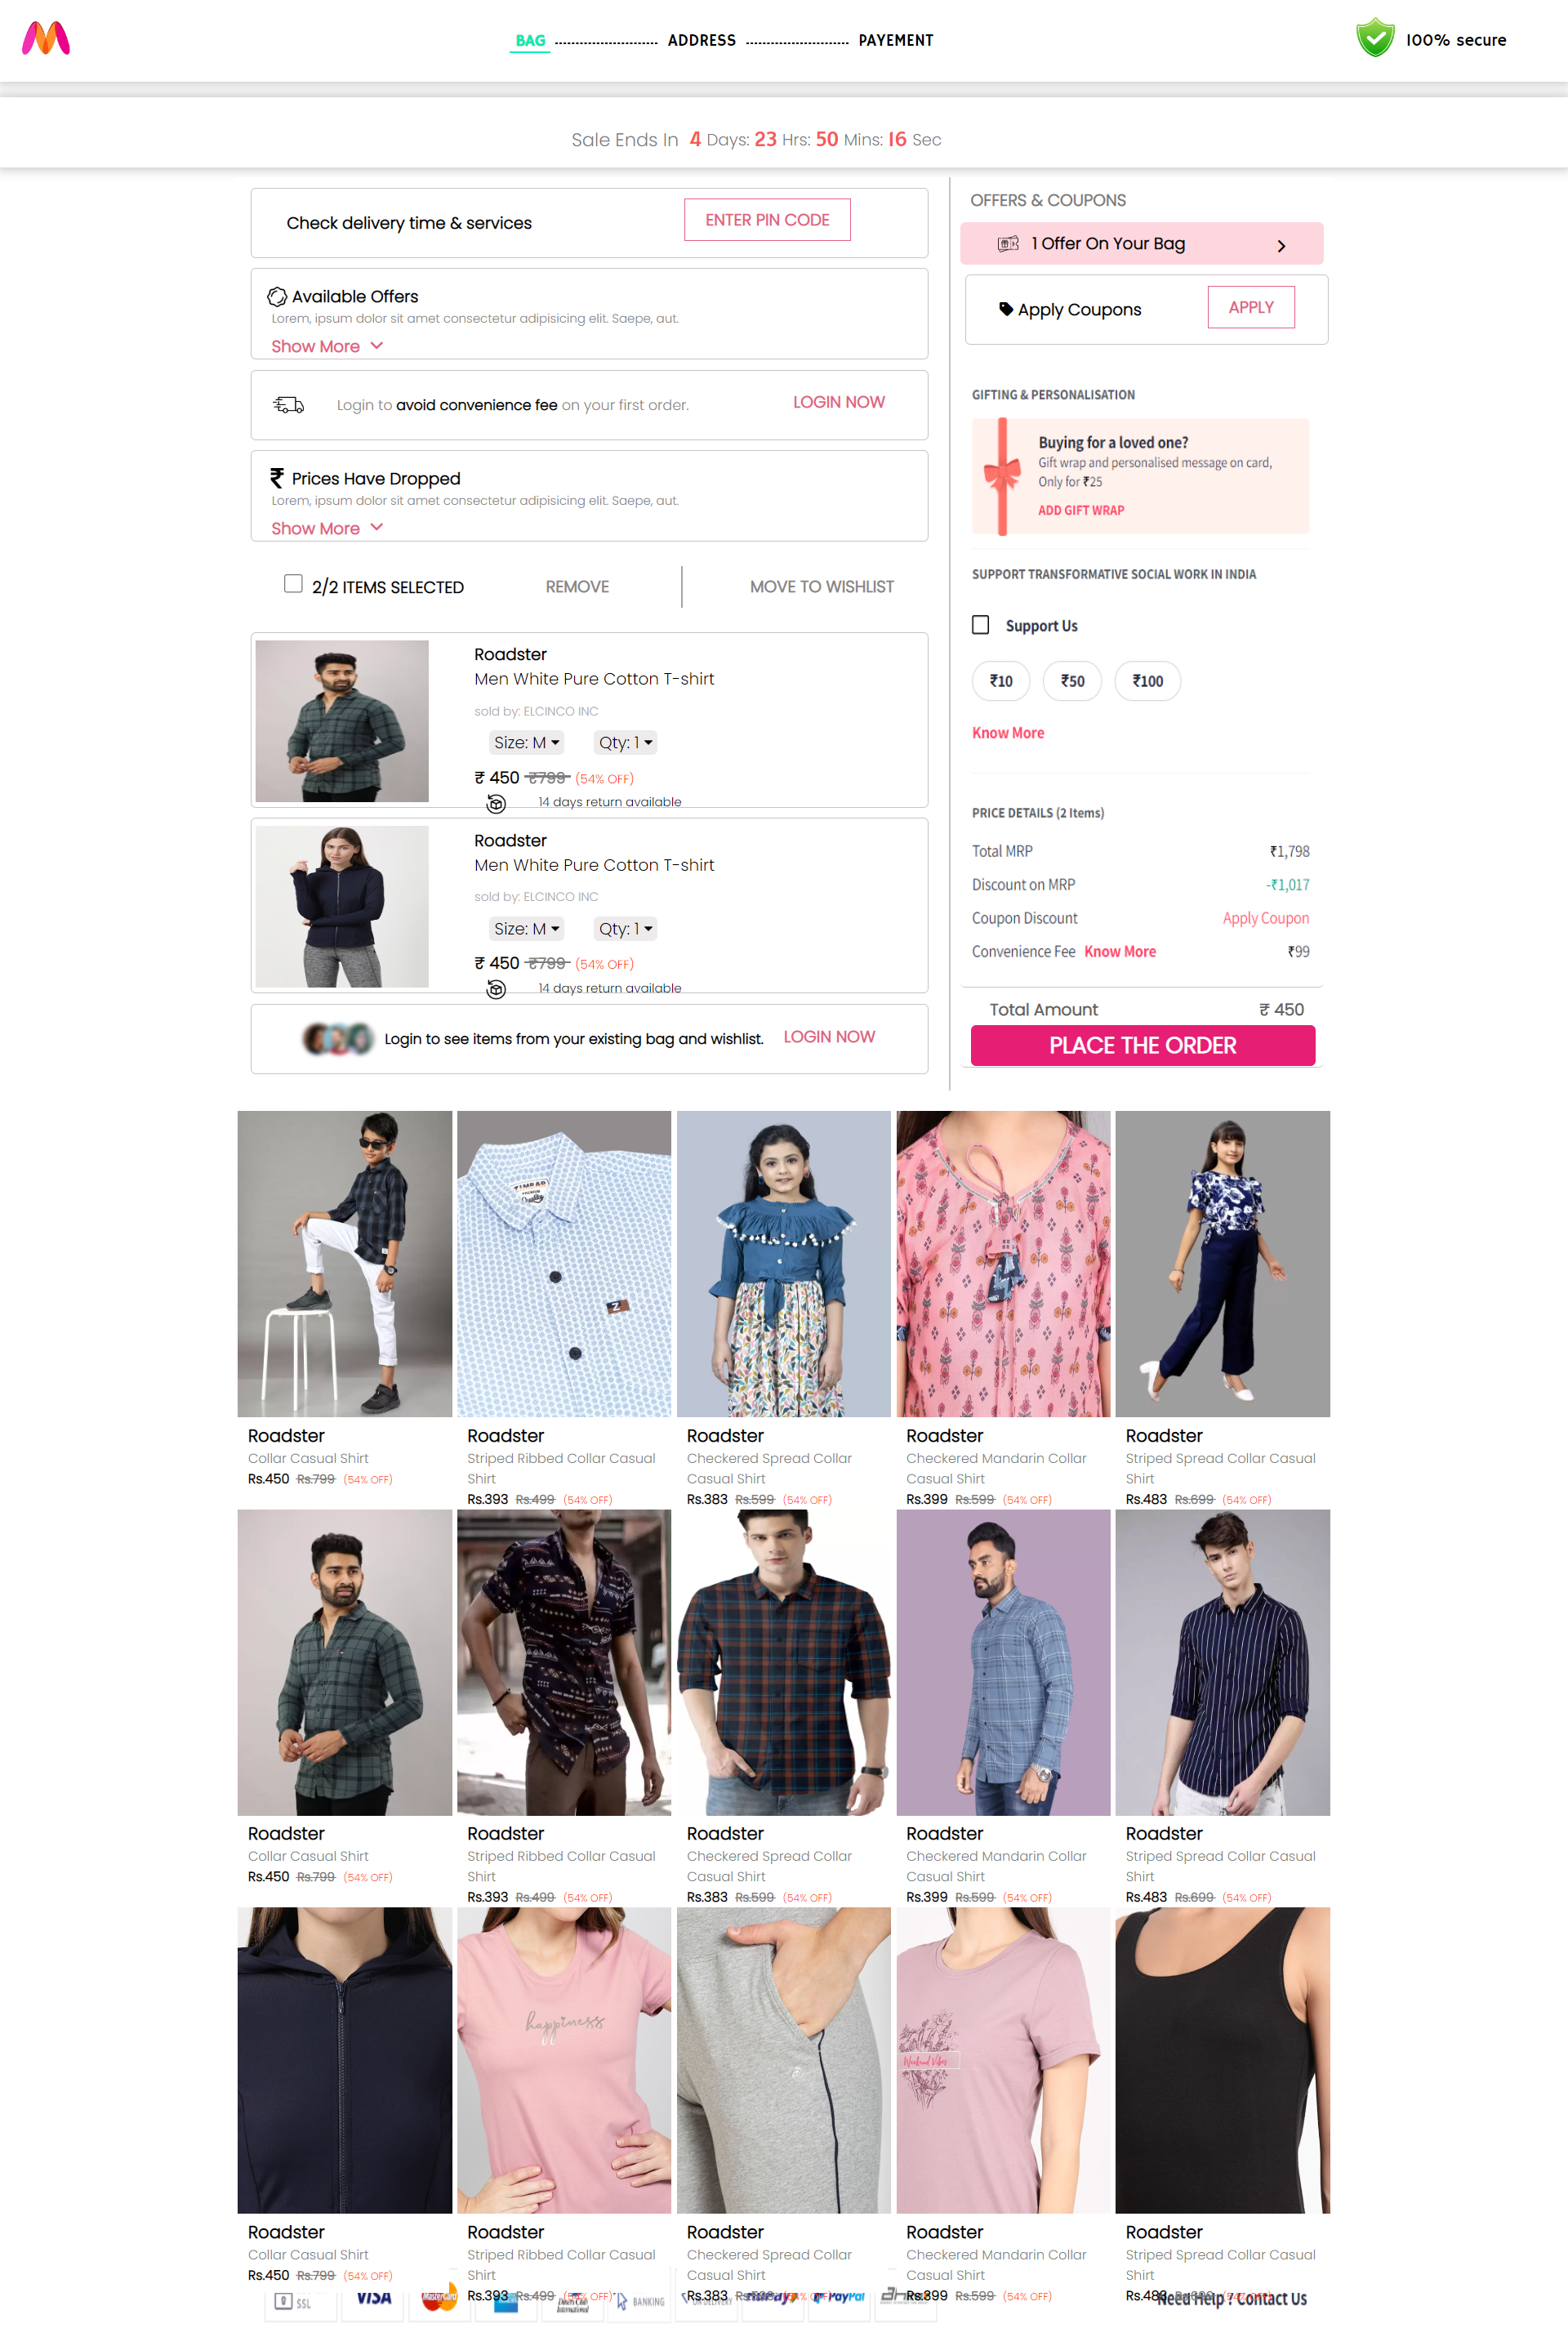 BAG ADDRESS PAYEMENT
100% secure
Sale Ends In 4 Days: 23 Hrs: 50 Mins: 16 Sec
Check delivery time & services
ENTER PIN CODE
Available Offers
Lorem, ipsum dolor sit amet consectetur adipisicing elit. Saepe, aut.
Show More
Login to avoid convenience fee on your first order.
LOGIN NOW
₹ Prices Have Dropped
Lorem, ipsum dolor sit amet consectetur adipisicing elit. Saepe, aut.
Show More
2/2 ITEMS SELECTED
REMOVE
MOVE TO WISHLIST
Roadster
Men White Pure Cotton T-shirt
sold by: ELCINCO INC
Size: M Qty: 1
₹ 450 ₹799 (54% OFF)
14 days return available
Roadster
Men White Pure Cotton T-shirt
sold by: ELCINCO INC
Size: M Qty: 1
₹ 450 ₹799 (54% OFF)
14 days return available
Login to see items from your existing bag and wishlist.
LOGIN NOW
OFFERS & COUPONS
1 Offer On Your Bag
Apply Coupons
APPLY
GIFTING & PERSONALISATION
Buying for a loved one?
Gift wrap and personalised message on card,
Only for ₹25
ADD GIFT WRAP
SUPPORT TRANSFORMATIVE SOCIAL WORK IN INDIA
Support Us
₹10 ₹50 ₹100
Know More
PRICE DETAILS (2 Items)
Total MRP ₹1,798
Discount on MRP -₹1,017
Coupon Discount Apply Coupon
Convenience Fee Know More ₹99
Total Amount ₹ 450
PLACE THE ORDER
PREMIUM
Quality
Z
Roadster
Collar Casual Shirt
Rs.450 Rs.799 (54% OFF)
Roadster
Striped Ribbed Collar Casual
Shirt
Rs.393 Rs.499 (54% OFF)
Roadster
Checkered Spread Collar
Casual Shirt
Rs.383 Rs.599 (54% OFF)
Roadster
Checkered Mandarin Collar
Casual Shirt
Rs.399 Rs.599 (54% OFF)
Roadster
Striped Spread Collar Casual
Shirt
Rs.483 Rs.699 (54% OFF)
Roadster
Collar Casual Shirt
Rs.450 Rs.799 (54% OFF)
Roadster
Striped Ribbed Collar Casual
Shirt
Rs.393 Rs.499 (54% OFF)
Roadster
Checkered Spread Collar
Casual Shirt
Rs.383 Rs.599 (54% OFF)
Roadster
Checkered Mandarin Collar
Casual Shirt
Rs.399 Rs.599 (54% OFF)
Roadster
Striped Spread Collar Casual
Shirt
Rs.483 Rs.699 (54% OFF)
happiness
Weekend Vibes
Roadster
Collar Casual Shirt
Rs.450 Rs.799 (54% OFF)
Roadster
Striped Ribbed Collar Casual
Shirt
Rs.393 Rs.499
Roadster
Checkered Spread Collar
Casual Shirt
Rs.383
Roadster
Checkered Mandarin Collar
Casual Shirt
Rs.399 Rs.599 (54% OFF)
Roadster
Striped Spread Collar Casual
Shirt
Rs.483
SSL
VISA
Diners Club
International
BANKING
PayPal
Need Help ? Contact Us